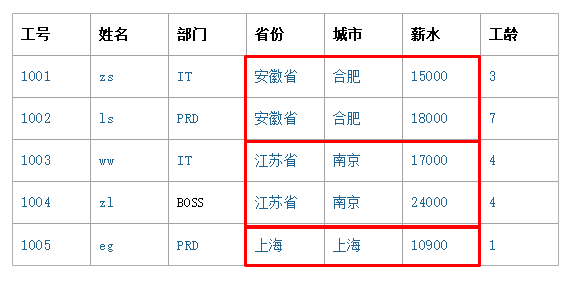 工号 姓名 部门 省份 城市 薪水 工龄
1001 zs IT 安徽省 合肥 15000 3
1002 ls PRD 安徽省 合肥 18000 7
1003 ww IT 江苏省 南京 17000 4
1004 zl BOSS 江苏省 南京 24000 4
1005 eg PRD 上海 上海 10900 1